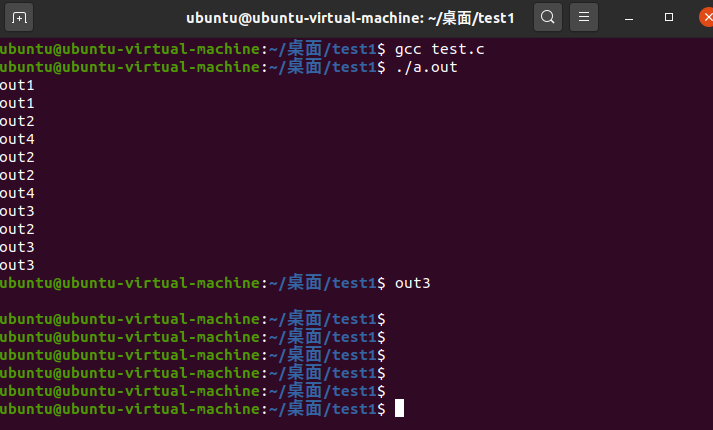 ubuntu@ubuntu-virtual-machine: ~/桌面/test1
ubuntu@ubuntu-virtual-machine:~/桌面/test1$ gcc test.c
ubuntu@ubuntu-virtual-machine:~/桌面/test1$ ./a.out
out1
out1
out2
out4
out2
out2
out4
out3
out2
out3
out3
ubuntu@ubuntu-virtual-machine:~/桌面/test1$ out3
ubuntu@ubuntu-virtual-machine:~/桌面/test1$
ubuntu@ubuntu-virtual-machine:~/桌面/test1$
ubuntu@ubuntu-virtual-machine:~/桌面/test1$
ubuntu@ubuntu-virtual-machine:~/桌面/test1$
ubuntu@ubuntu-virtual-machine:~/桌面/test1$
ubuntu@ubuntu-virtual-machine:~/桌面/test1$